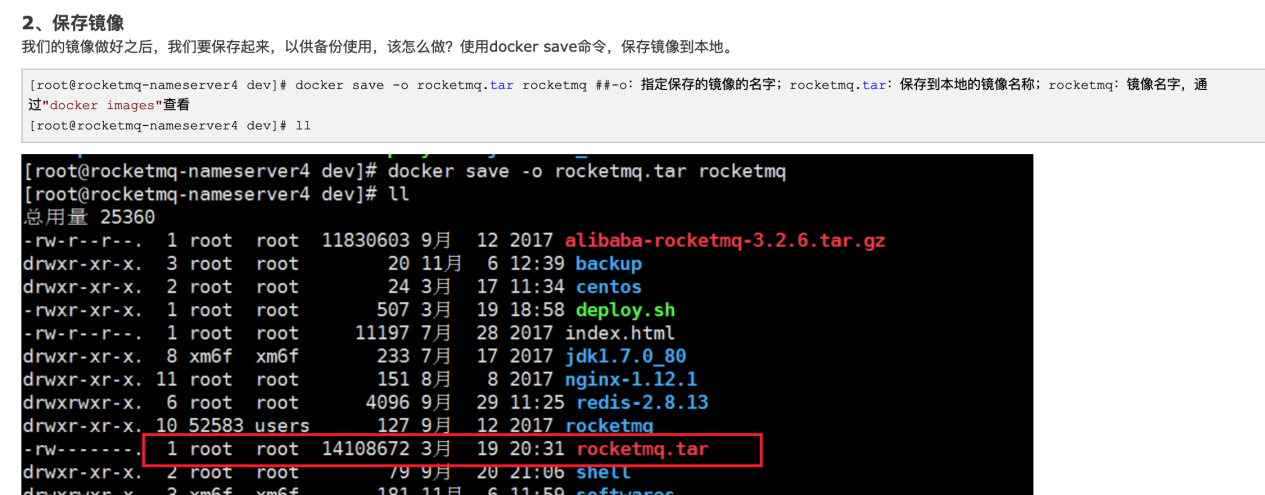 2、保存镜像
我们的镜像做好之后，我们要保存起来，以供备份使用，该怎么做？使用docker save命令，保存镜像到本地。
[root@rocketmq-nameserver4 dev]# docker save -o rocketmq.tar rocketmq ##-o：指定保存的镜像的名字；rocketmq.tar：保存到本地的镜像名称；rocketmq：镜像名字，通
过"docker images"查看
[root@rocketmq-nameserver4 dev]# ll
[root@rocketmq-nameserver4 dev]# docker save -o rocketmq.tar rocketmq
[root@rocketmq-nameserver4 dev]# ll
总用量 25360
-rw-r--r--. 1 root root 11830603 9月 12 2017 alibaba-rocketmq-3.2.6.tar.gz
drwxr-xr-x. 3 root root 20 11月 6 12:39 backup
drwxr-xr-x. 2 root root 24 3月 17 11:34 centos
-rwxr-xr-x. 1 root root 507 3月 19 18:58 deploy.sh
-rw-r--r--. 1 root root 11197 7月 28 2017 index.html
drwxr-xr-x. 8 xm6f xm6f 233 7月 17 2017 jdk1.7.0_80
drwxr-xr-x. 11 root root 151 8月 8 2017 nginx-1.12.1
drwxrwxr-x. 6 root root 4096 9月 29 11:25 redis-2.8.13
drwxr-xr-x. 10 52583 users 127 9月 12 2017 rocketmq
-rw-------. 1 root root 14108672 3月 19 20:31 rocketmq.tar
drwxr-xr-x. 2 root root 79 9月 20 21:06 shell
drwxrwxr-x. 3 xm6f xm6f 181 11月 6 11:59 softwares